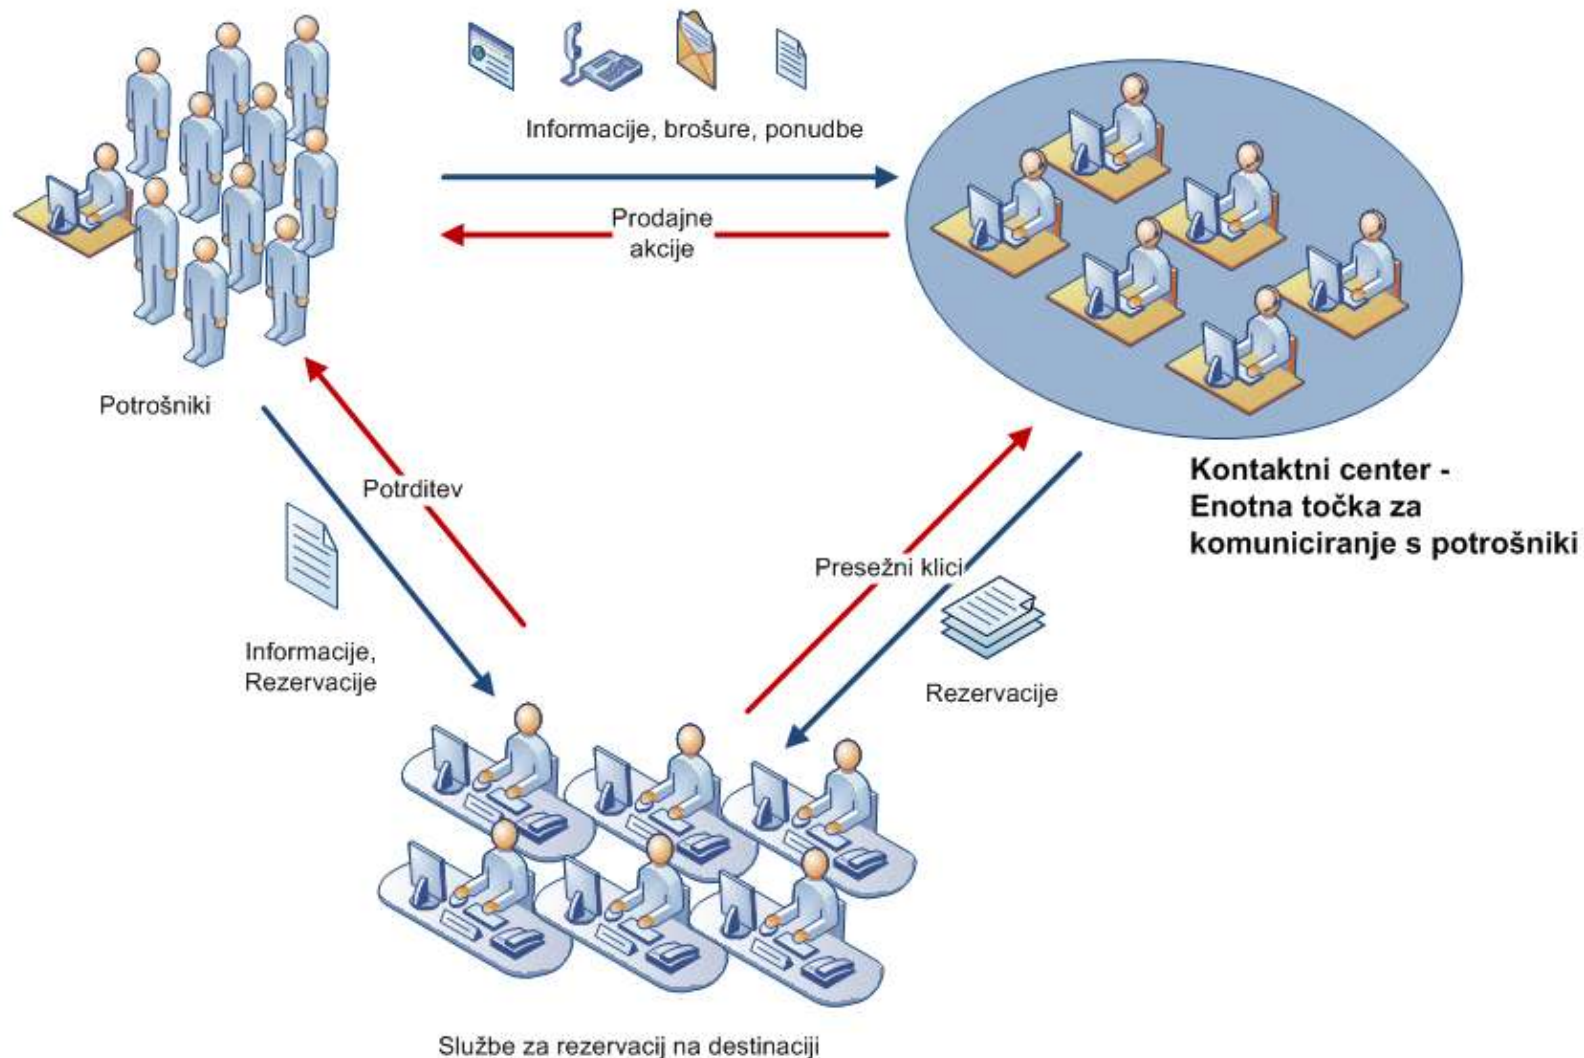 Informacije, brošure, ponudbe
Prodajne
akcije
Potrošniki
Potrditev
Kontaktni center -
Enotna točka za
komuniciranje s potrošniki
Presežni klici
Informacije,
Rezervacije
Rezervacije
Službe za rezervacij na destinaciji